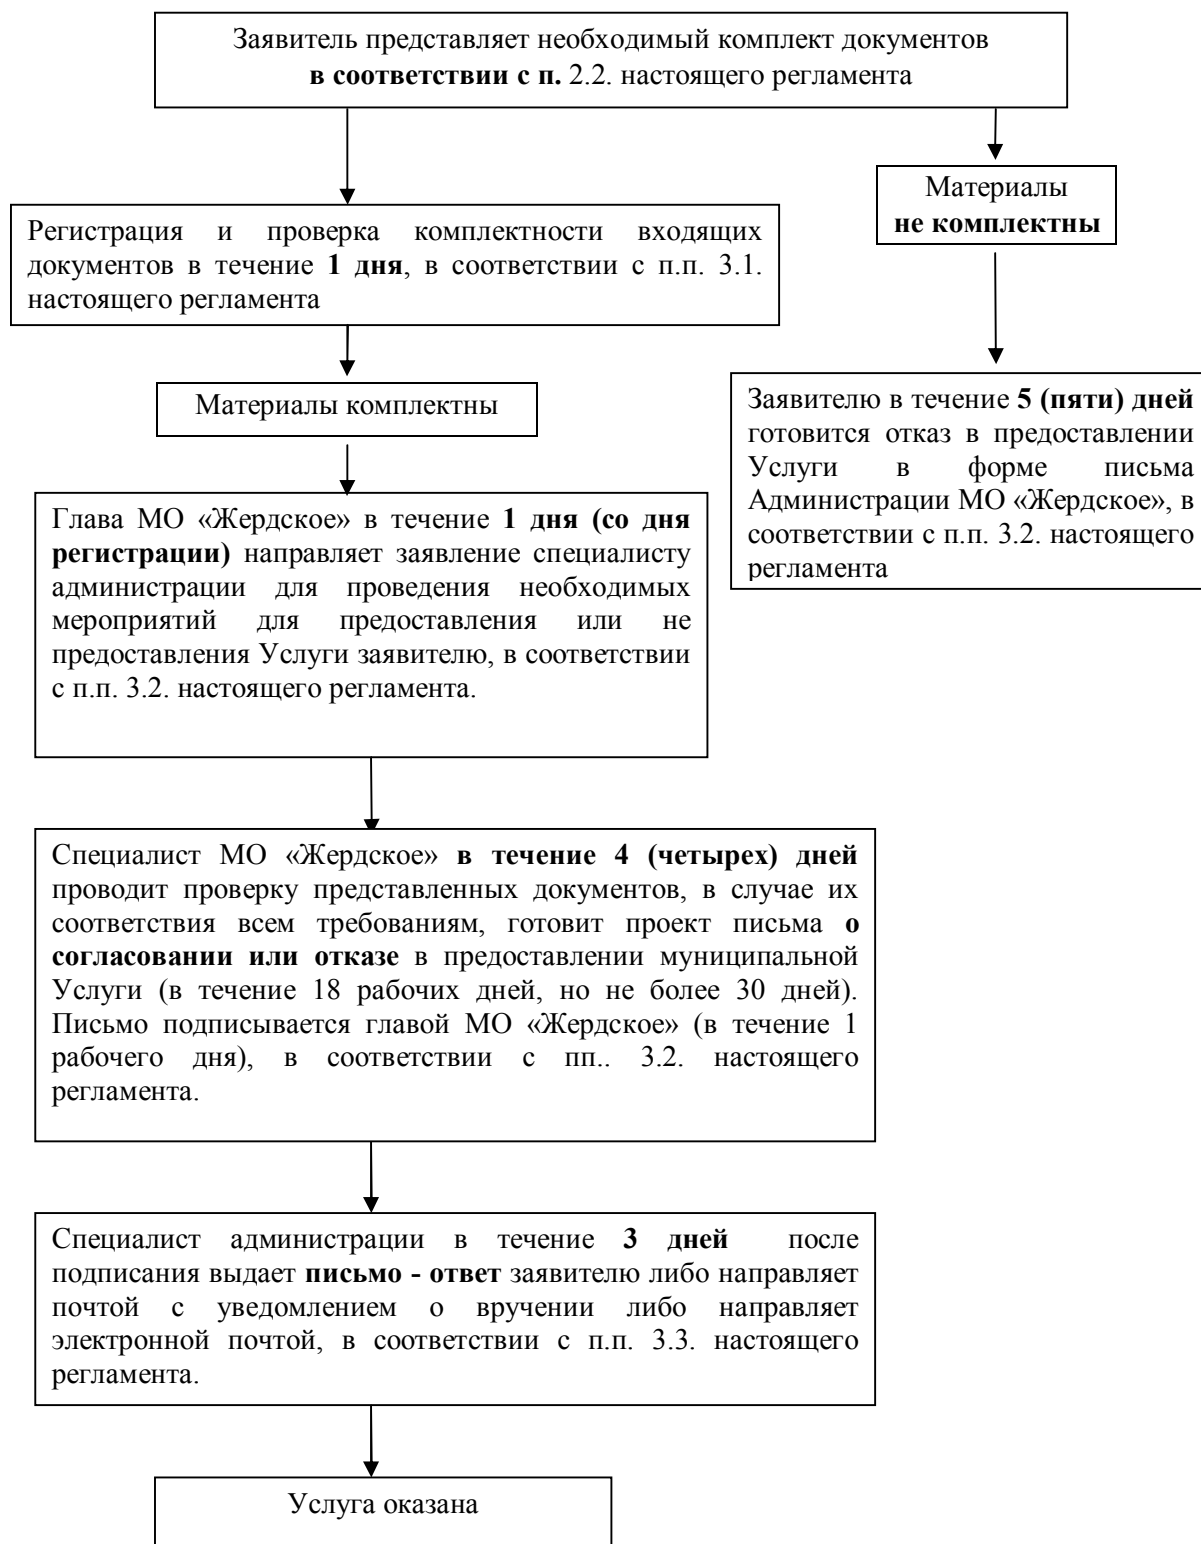 Заявитель представляет необходимый комплект документов
в соответствии с п. 2.2. настоящего регламента
Материалы
не комплектны
Регистрация и проверка комплектности входящих
документов в течение 1 дня, в соответствии с п.п. 3.1.
настоящего регламента
Материалы комплектны
Заявителю в течение 5 (пяти) дней
готовится отказ в предоставлении
Услуги в форме письма
Администрации МО «Жердское», в
соответствии с п.п. 3.2. настоящего
регламента
Глава МО «Жердское» в течение 1 дня (со дня
регистрации) направляет заявление специалисту
администрации для проведения необходимых
мероприятий для предоставления или не
предоставления Услуги заявителю, в соответствии
с п.п. 3.2. настоящего регламента.
Специалист МО «Жердское» в течение 4 (четырех) дней
проводит проверку представленных документов, в случае их
соответствия всем требованиям, готовит проект письма о
согласовании или отказе в предоставлении муниципальной
Услуги (в течение 18 рабочих дней, но не более 30 дней).
Письмо подписывается главой МО «Жердское» (в течение 1
рабочего дня), в соответствии с пп.. 3.2. настоящего
регламента.
Специалист администрации в течение 3 дней после
подписания выдает письмо - ответ заявителю либо направляет
почтой с уведомлением о вручении либо направляет
электронной почтой, в соответствии с п.п. 3.3. настоящего
регламента.
Услуга оказана